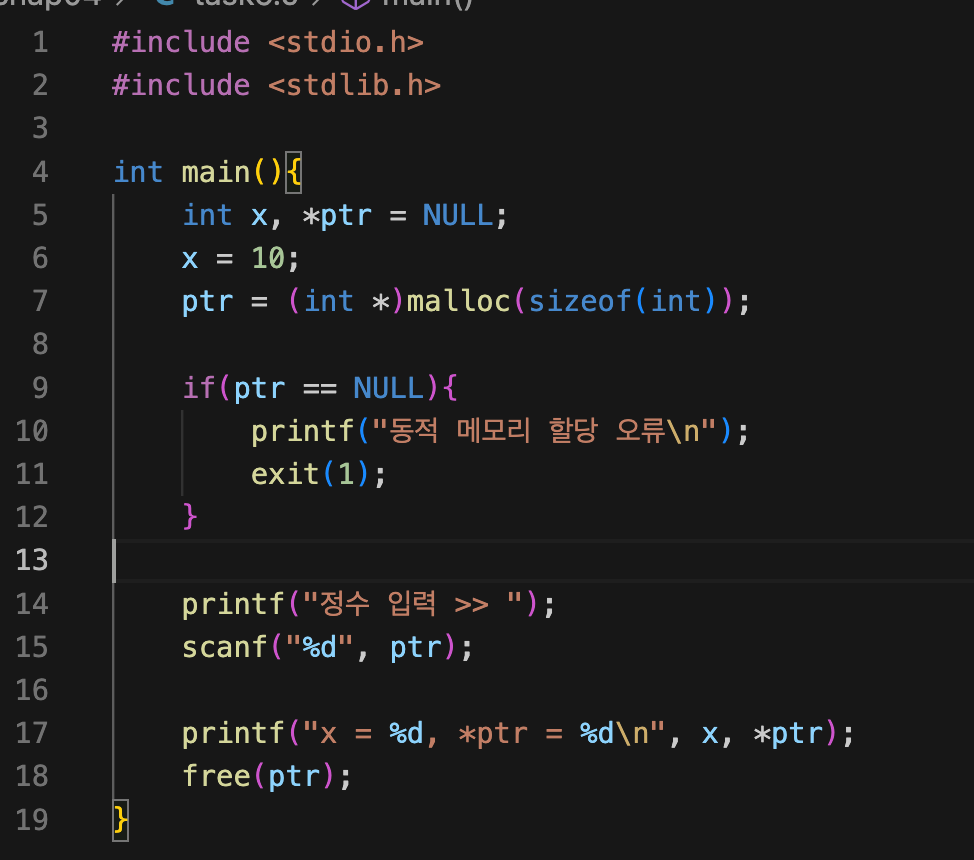 main()
1 #include <stdio.h>
2 #include <stdlib.h>
3
4 int main(){
5     int x, *ptr = NULL;
6     x = 10;
7     ptr = (int *)malloc(sizeof(int));
8
9     if(ptr == NULL){
10         printf("동적 메모리 할당 오류\n");
11         exit(1);
12     }
13
14     printf("정수 입력 >> ");
15     scanf("%d", ptr);
16
17     printf("x = %d, *ptr = %d\n", x, *ptr);
18     free(ptr);
19 }